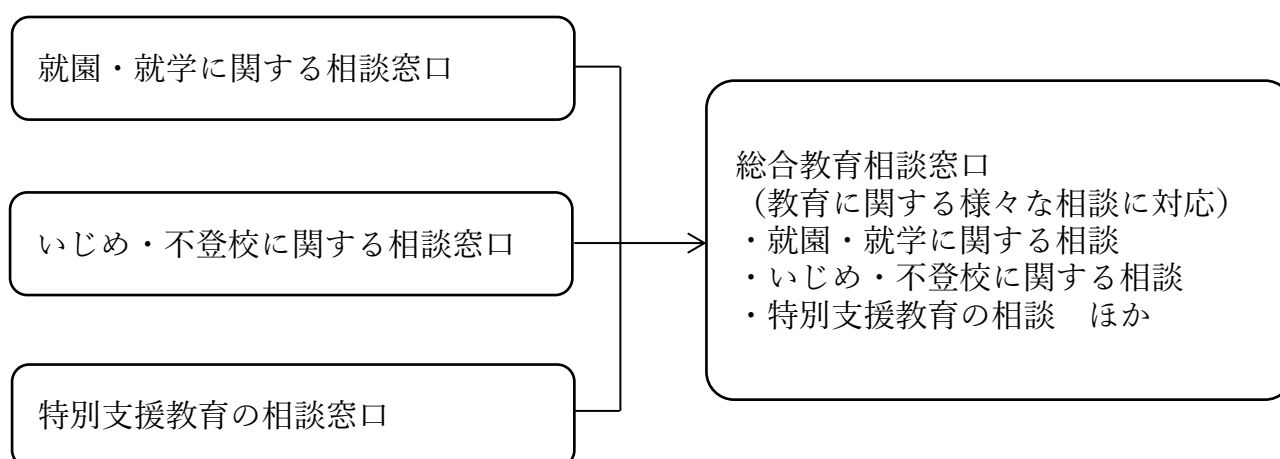 就園・就学に関する相談窓口
いじめ・不登校に関する相談窓口
特別支援教育の相談窓口
総合教育相談窓口
（教育に関する様々な相談に対応）
・就園・就学に関する相談
・いじめ・不登校に関する相談
・特別支援教育の相談　ほか